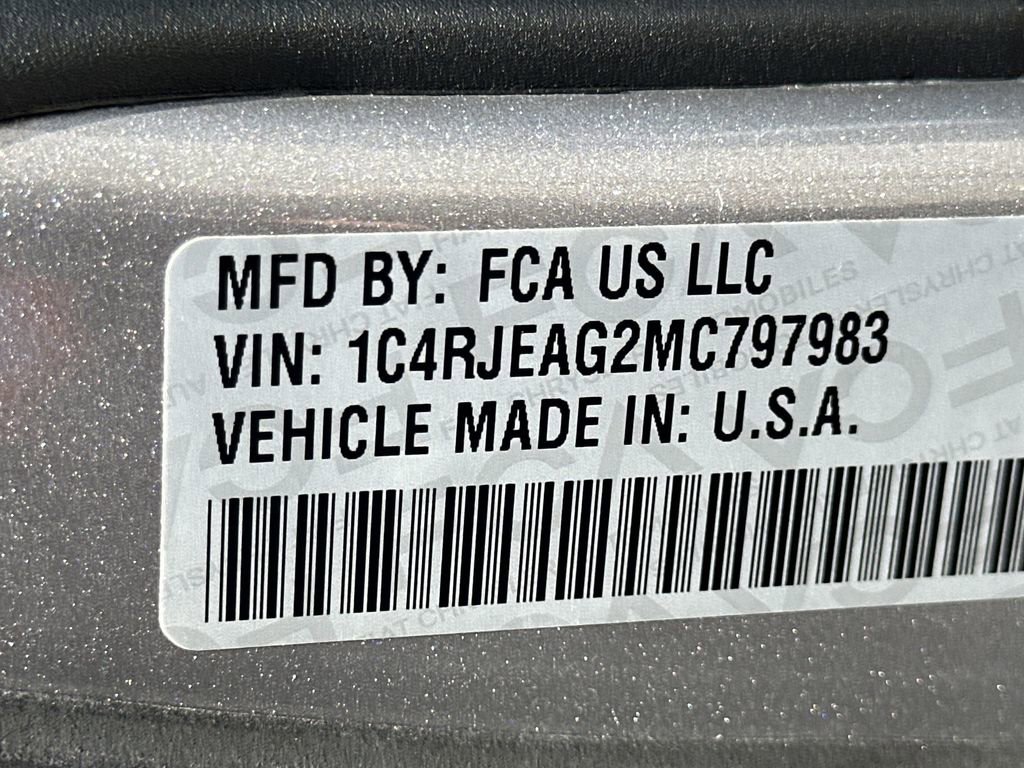 MFD BY: FCA US LLC
VIN: 1C4RJEAG2MC797983
VEHICLE MADE IN: U.S.A.